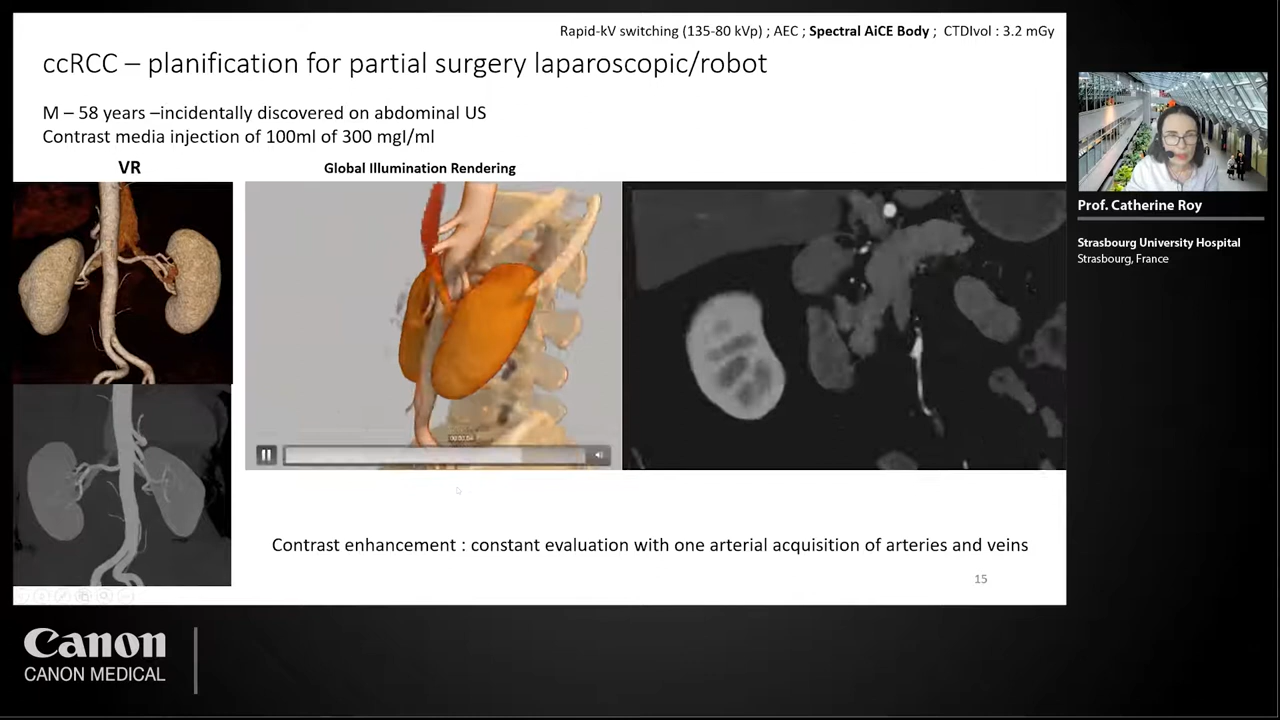 Rapid-kV switching (135-80 kVp) ; AEC ; Spectral AiCE Body ; CTDIvol : 3.2 mGy
ccRCC – planification for partial surgery laparoscopic/robot
M – 58 years –incidentally discovered on abdominal US
Contrast media injection of 100ml of 300 mgI/ml
VR
Global Illumination Rendering
Prof. Catherine Roy
Strasbourg University Hospital
Strasbourg, France
Contrast enhancement : constant evaluation with one arterial acquisition of arteries and veins
15
Canon
CANON MEDICAL